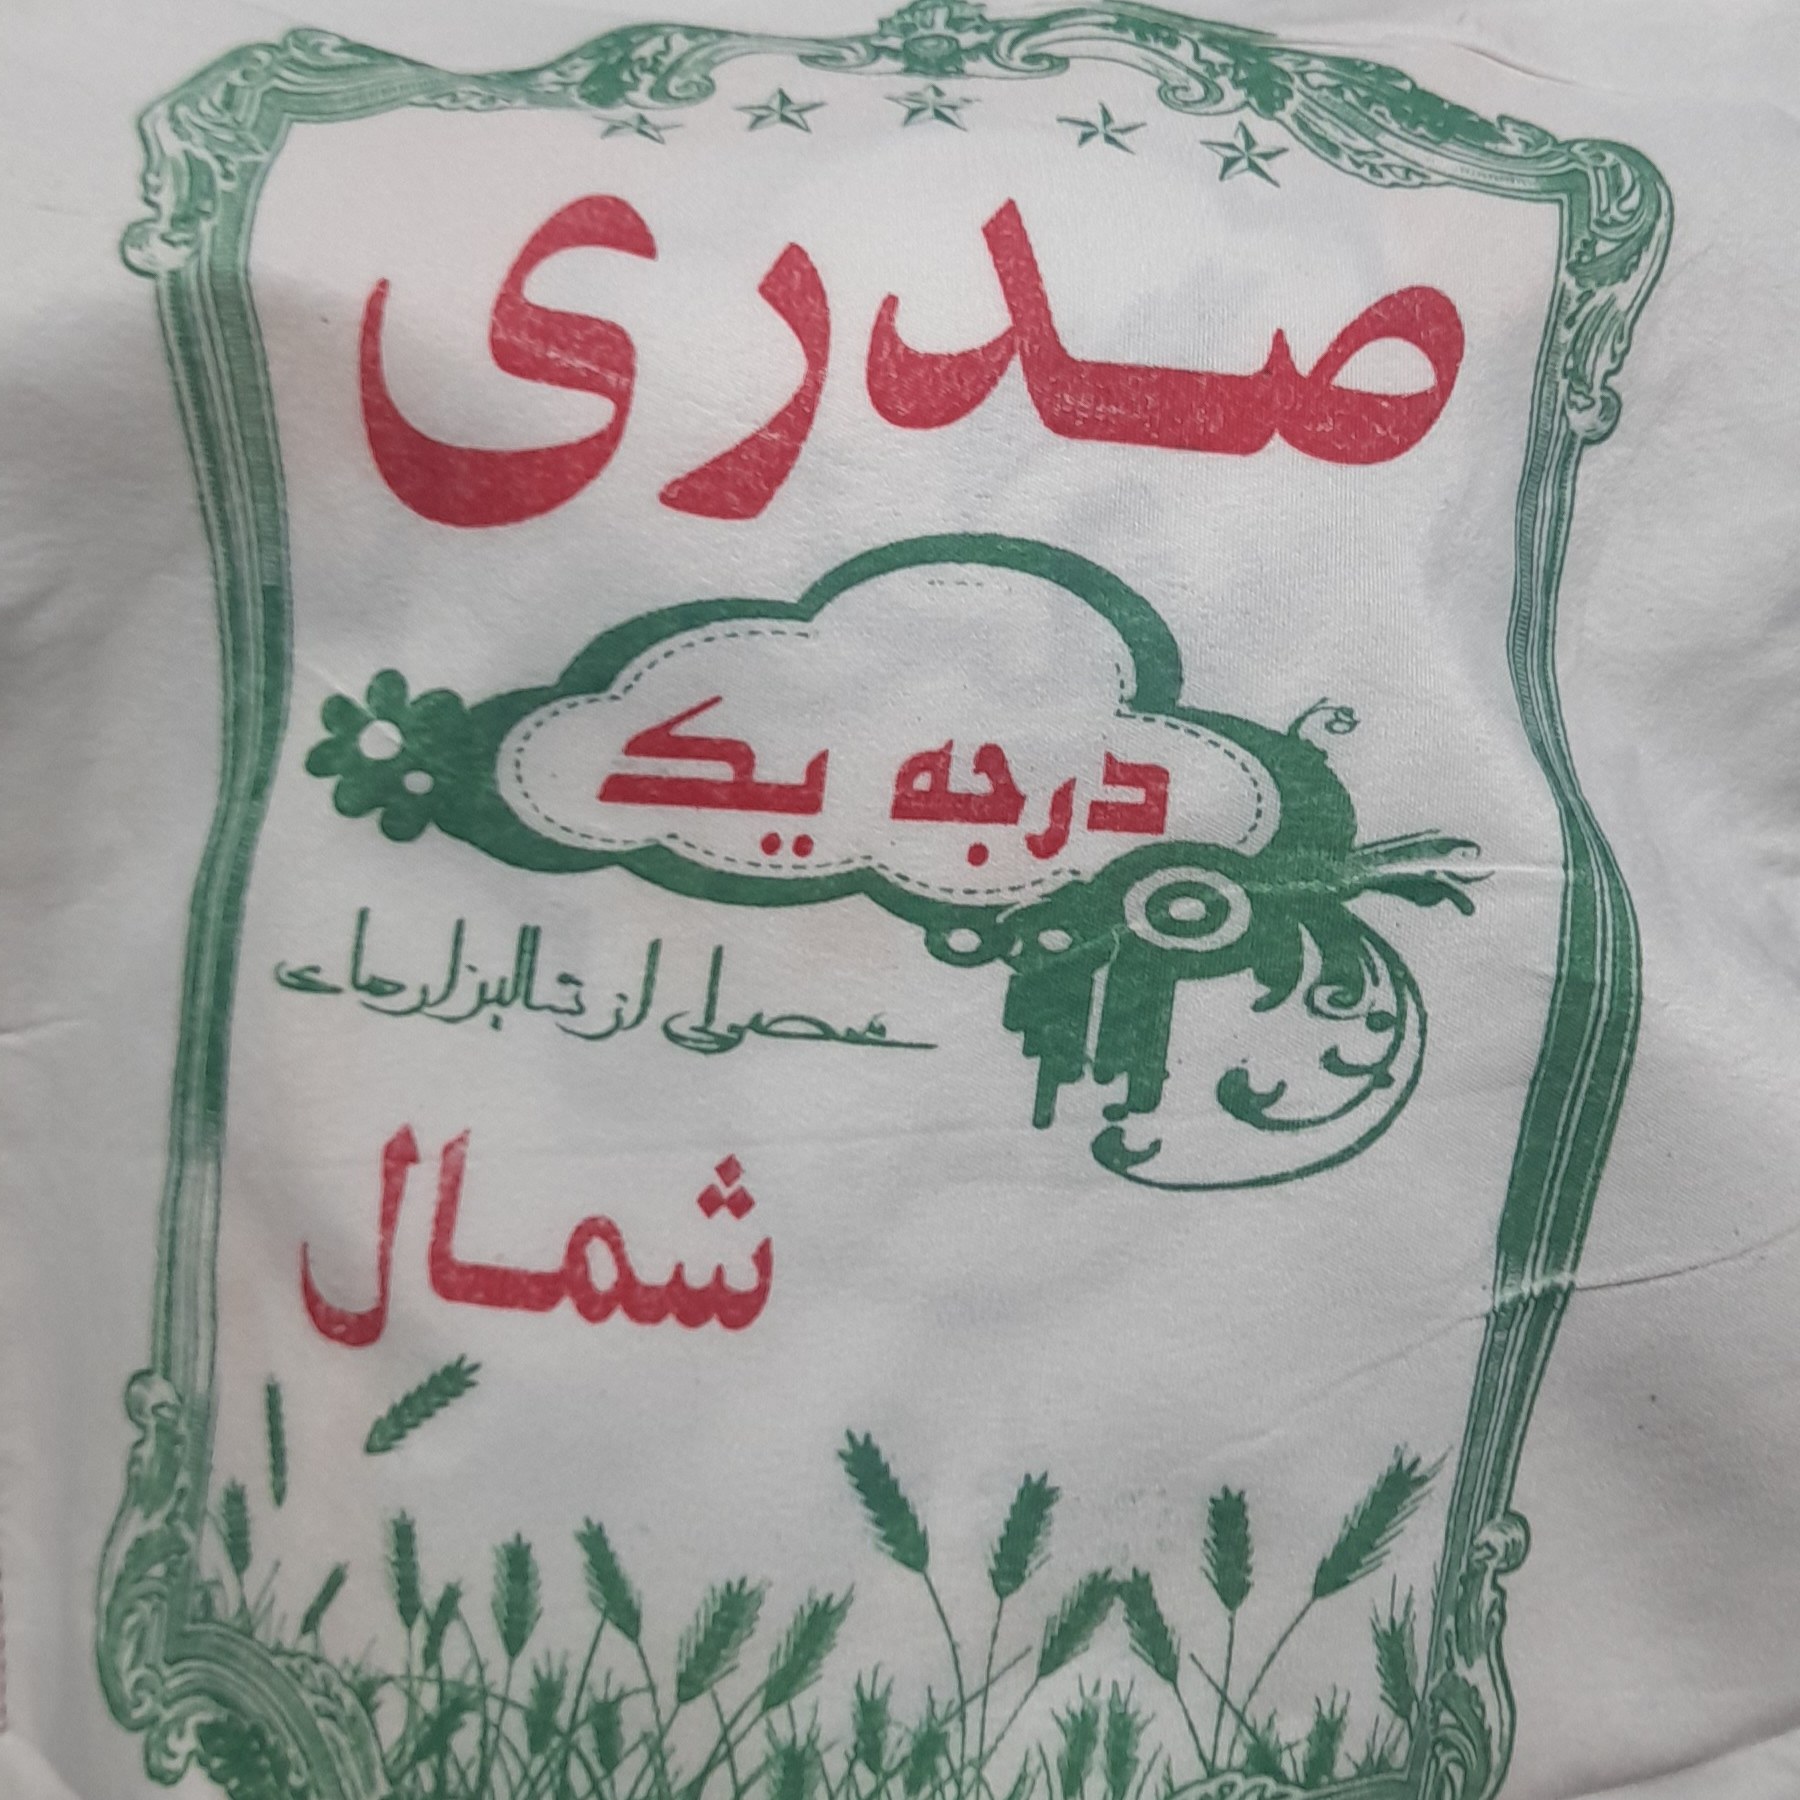 صدری
درجه یک
محصولی از شالیزارهای
شمال